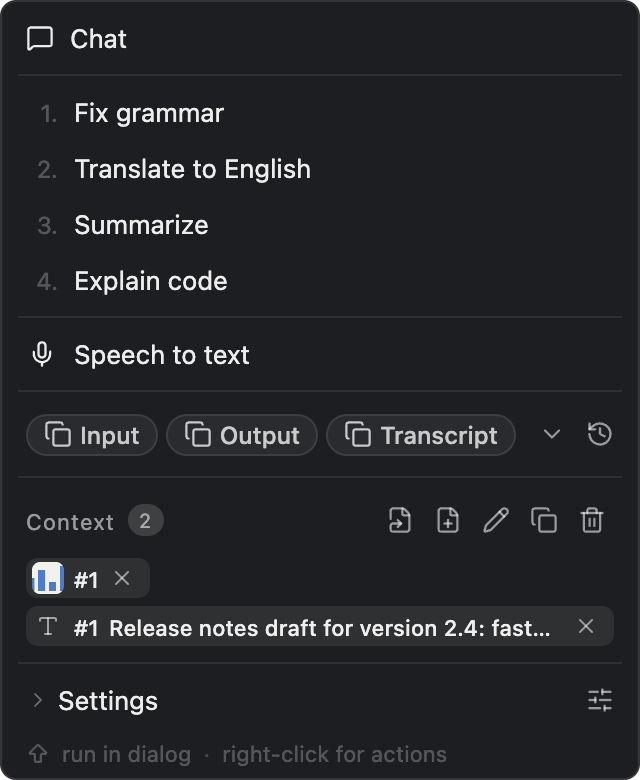 Chat
1. Fix grammar
2. Translate to English
3. Summarize
4. Explain code
Speech to text
Input Output Transcript
Context 2
#1
#1 Release notes draft for version 2.4: fast...
Settings
run in dialog · right-click for actions